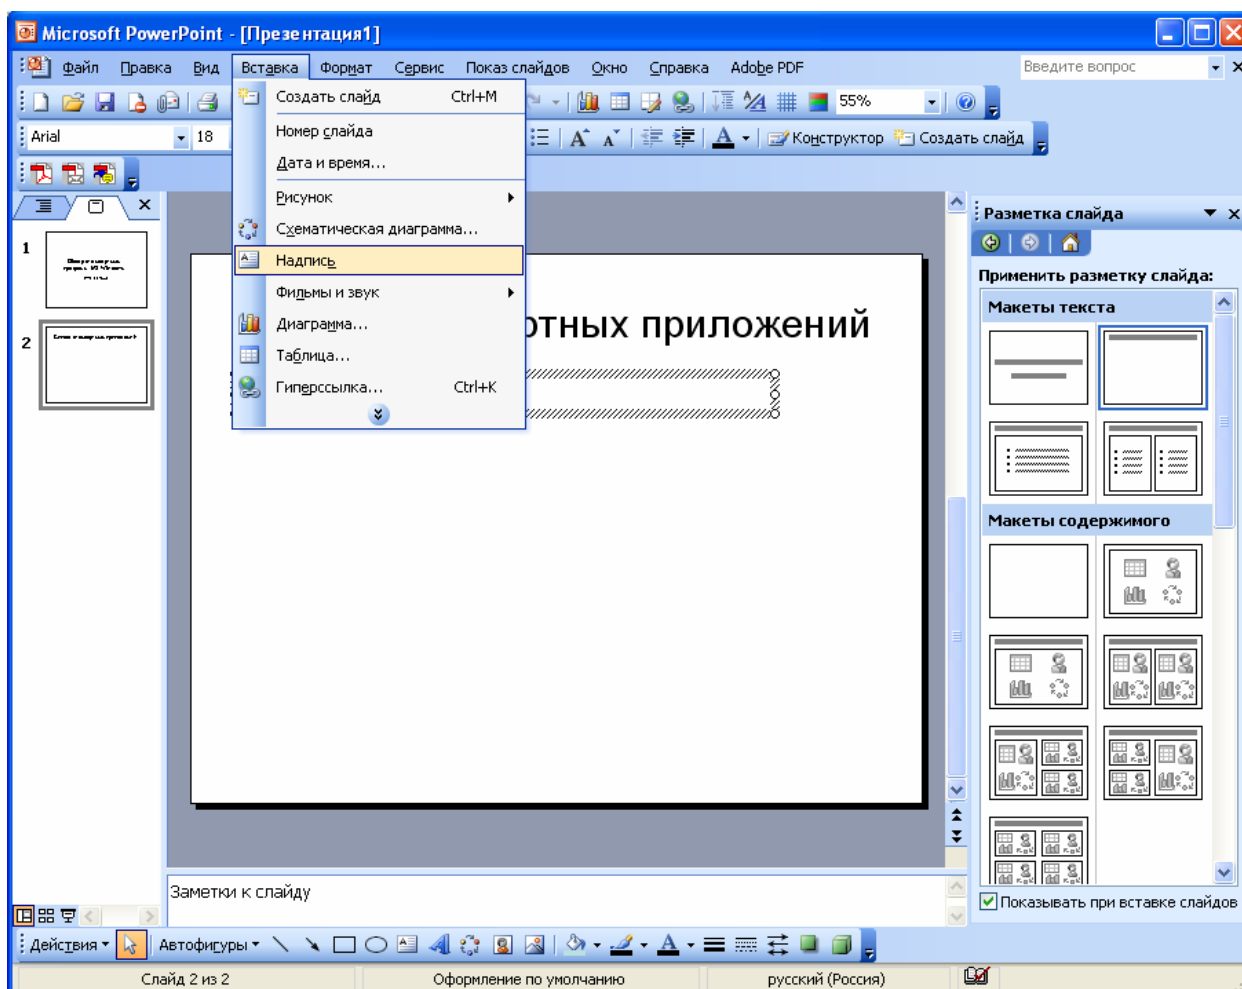 Microsoft PowerPoint - [Презентация1]
Файл Правка Вид Вставка Формат Сервис Показ слайдов Окно Справка Adobe PDF Введите вопрос
55%
Arial 18 Конструктор Создать слайд
Создать слайд Ctrl+M
Номер слайда
Дата и время...
Рисунок
Схематическая диаграмма...
Надпись
Фильмы и звук
Диаграмма...
Таблица...
Гиперссылка... Ctrl+K
1
2
отных приложений
Разметка слайда
Применить разметку слайда:
Макеты текста
Макеты содержимого
Показывать при вставке слайдов
Заметки к слайду
Действия Автофигуры
Слайд 2 из 2 Оформление по умолчанию русский (Россия)